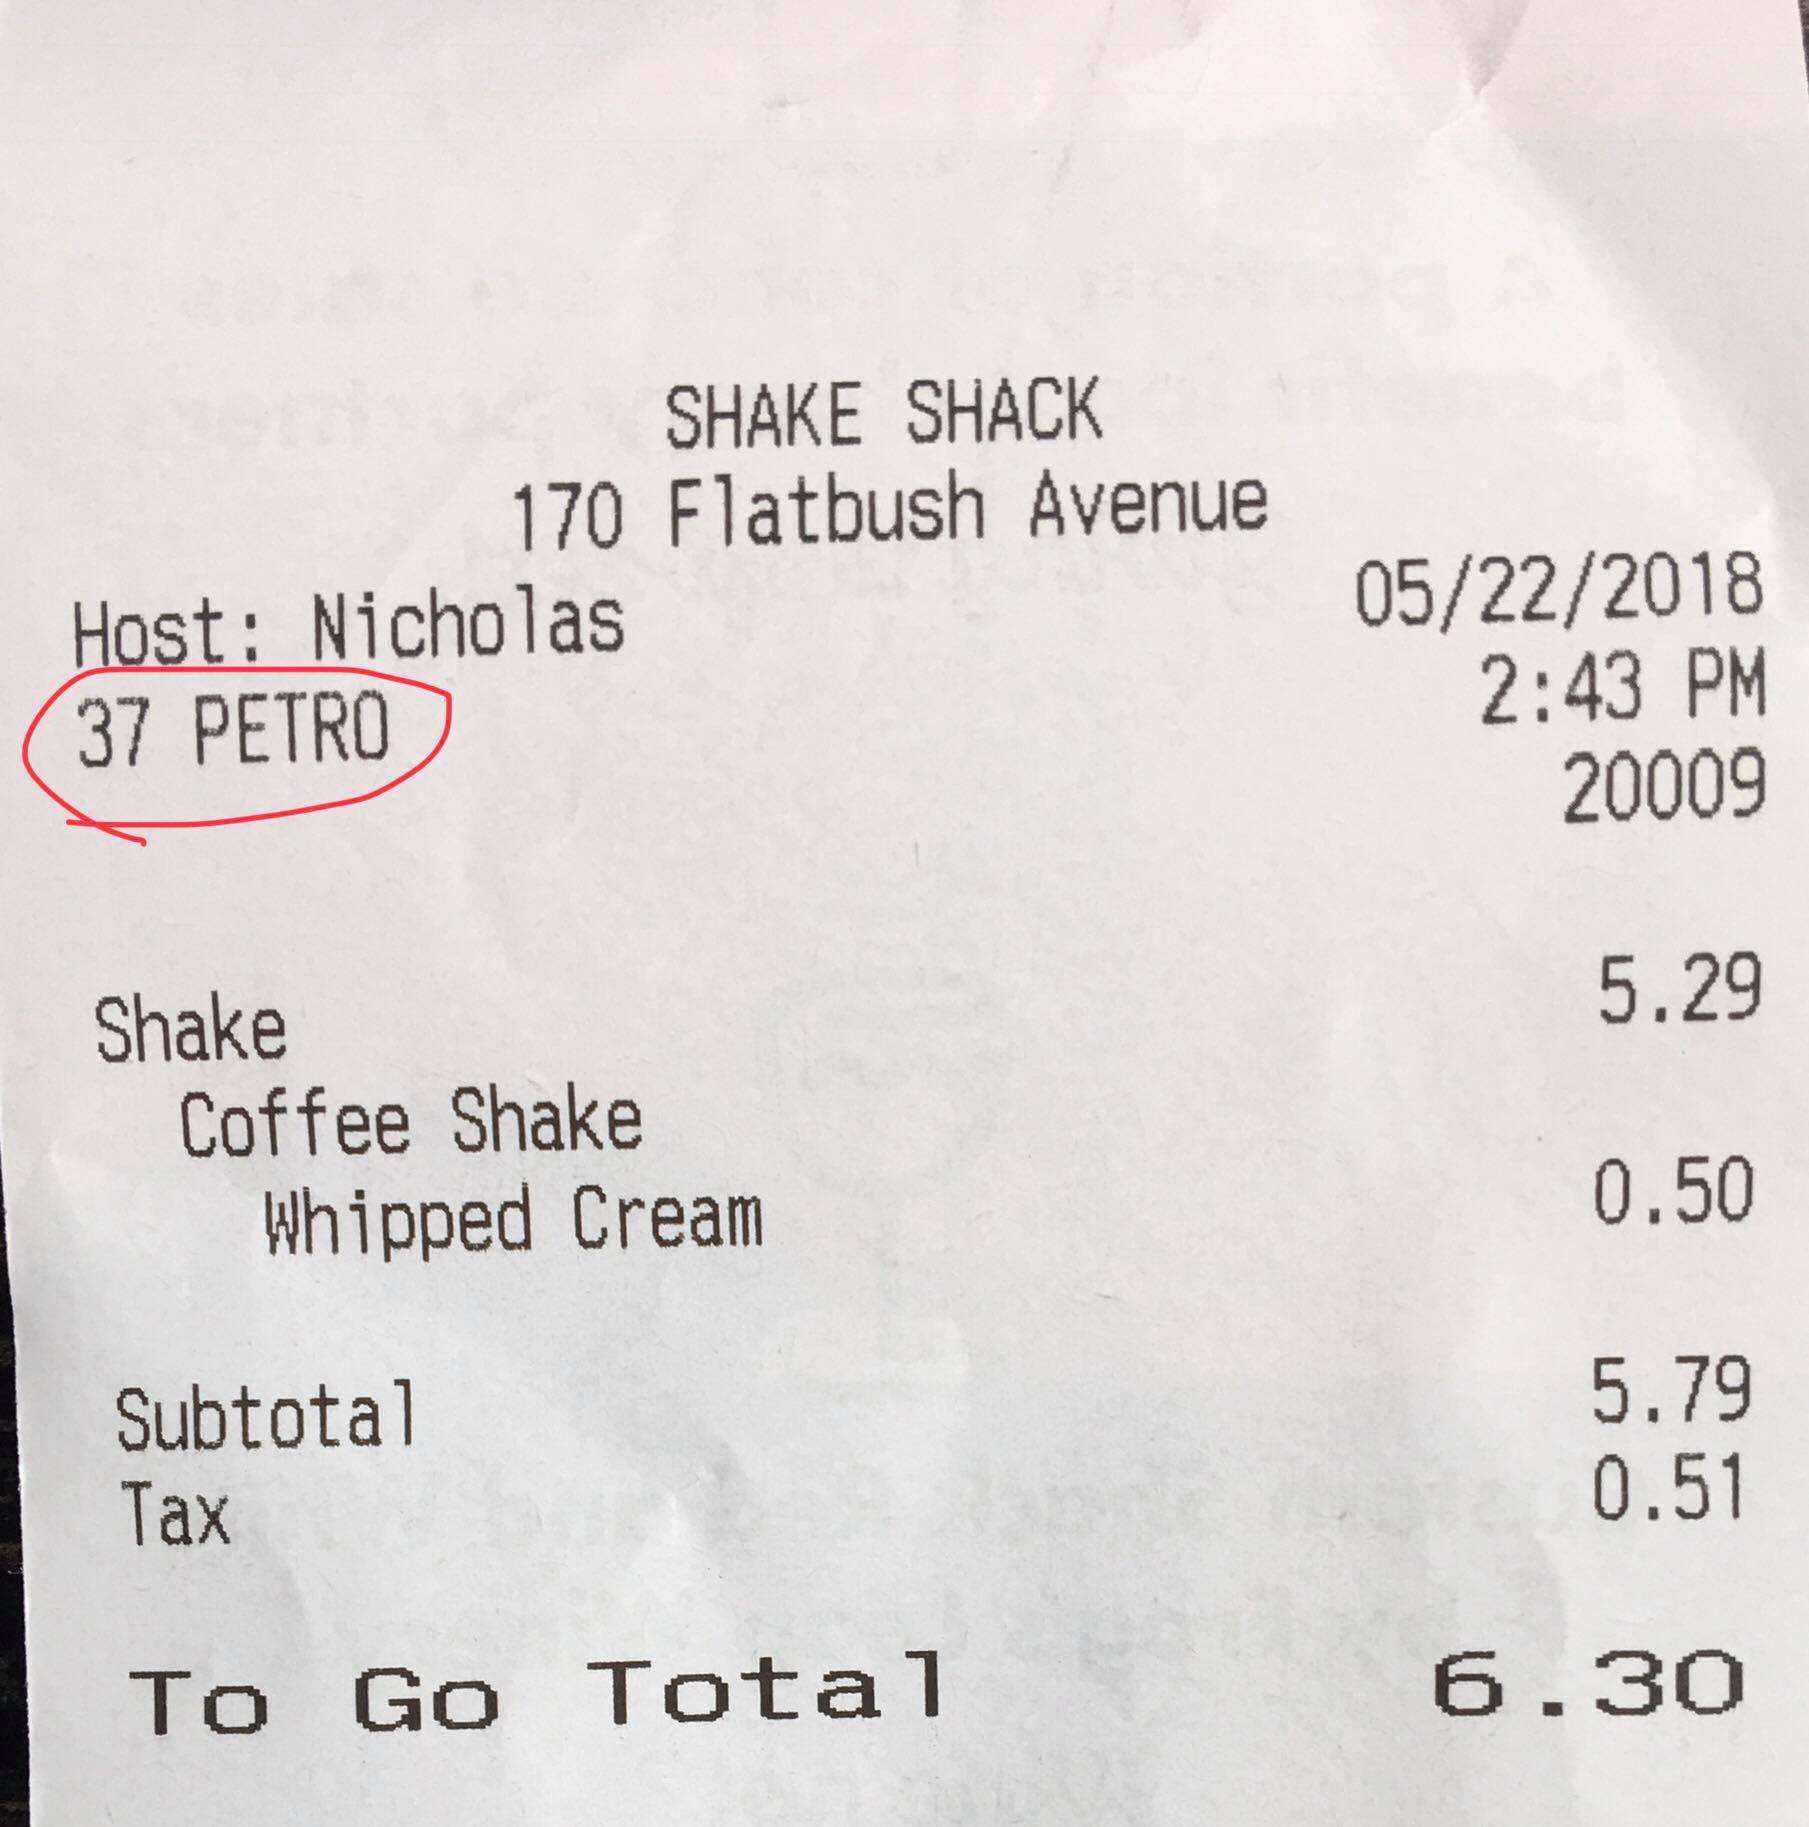 SHAKE SHACK
170 Flatbush Avenue
Host: Nicholas 05/22/2018
37 PETRO 2:43 PM
20009
Shake 5.29
Coffee Shake
Whipped Cream 0.50
Subtotal 5.79
Tax 0.51
To Go Total 6.30